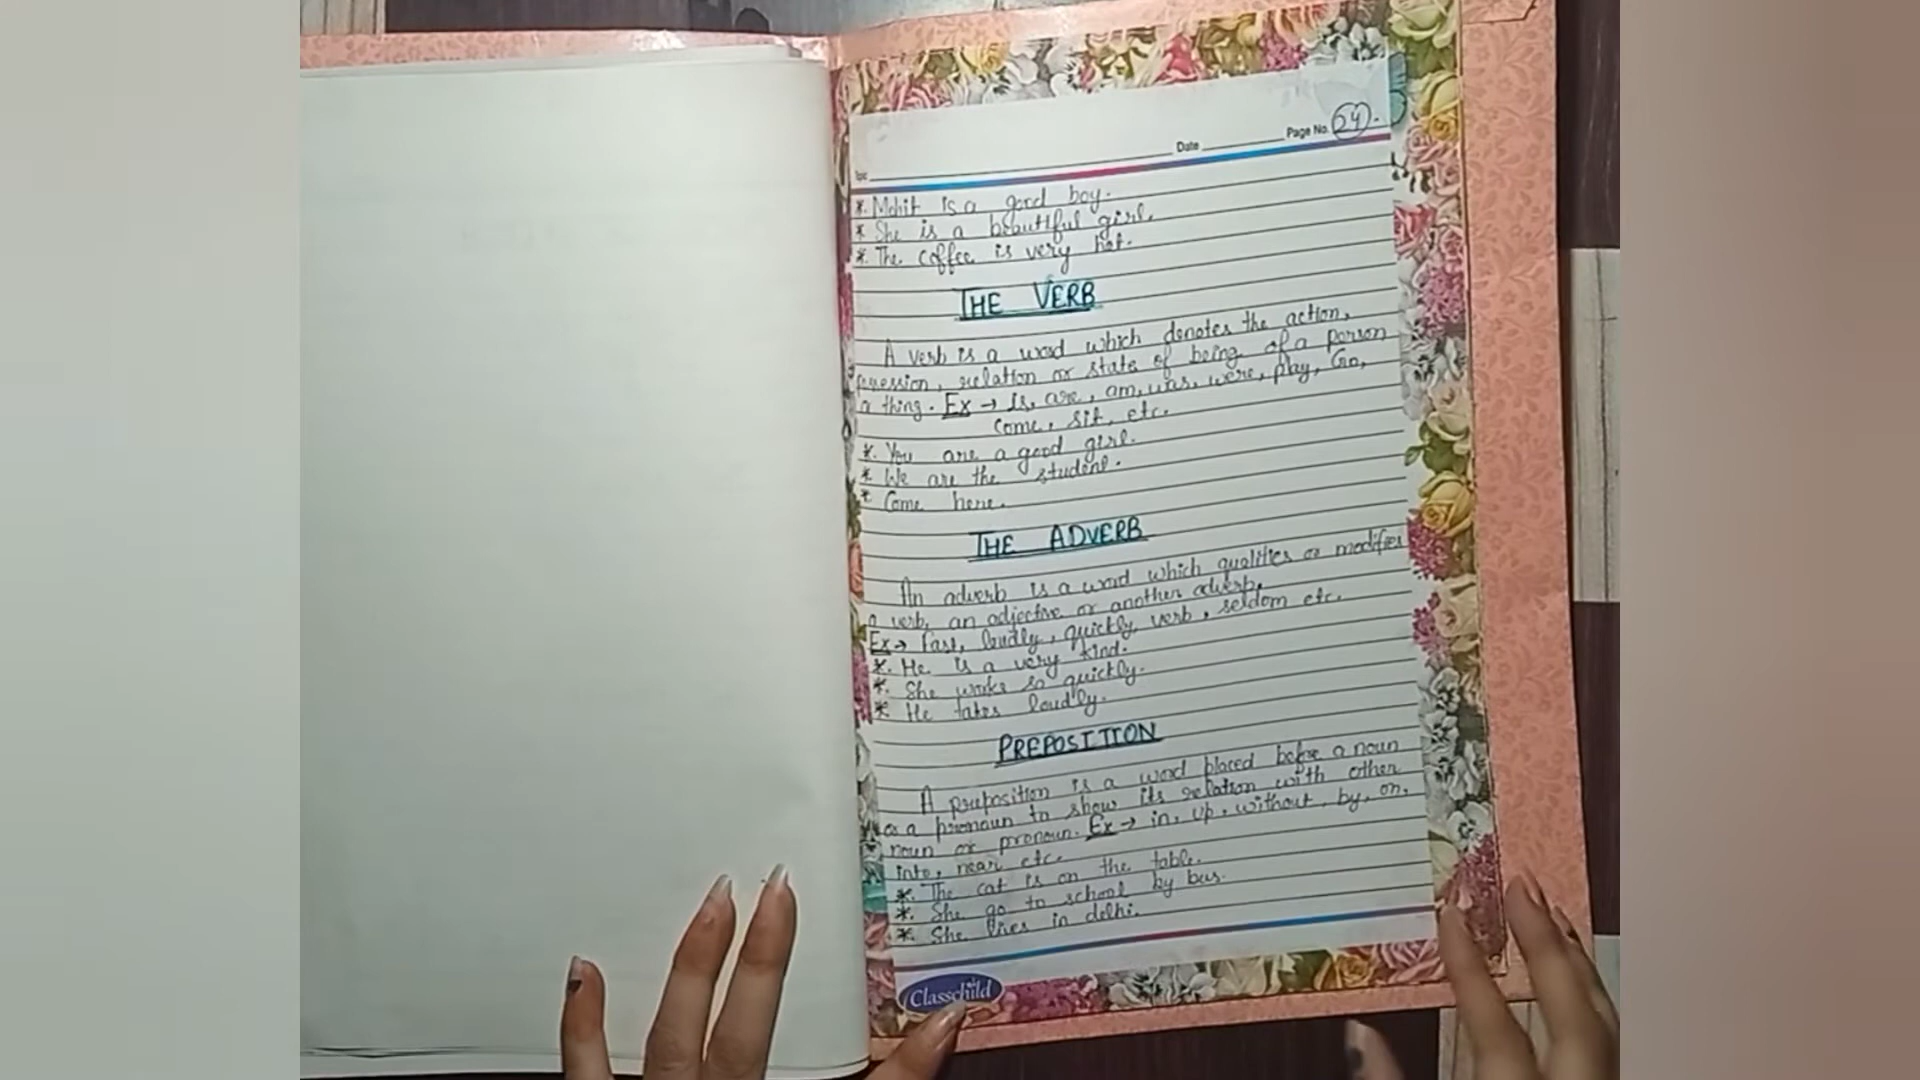 Page No. 24.
Date
Topic
*. Mohit is a good boy.
* She is a beautiful girl.
*. The coffee is very hot.
THE VERB
A verb is a word which denotes the action,
possession, relation or state of being of a person
a thing. Ex → is, are, am, was, were, play, Go,
come, sit, etc.
*. You are a good girl.
* We are the student.
* Come here.
THE ADVERB
An adverb is a word which qualities or modifies
a verb, an adjective or another adverb.
Ex → Fast, loudly, quickly, verb, seldom etc.
*. He is a very kind.
*. She works so quickly.
* He takes loudly.
PREPOSITION
A preposition is a word placed before a noun
or a pronoun to show its relation with other
noun or pronoun. Ex → in, up, without, by, on,
into, near etc.
*. The cat is on the table.
*. She go to school by bus.
*. She lives in delhi.
Classchild